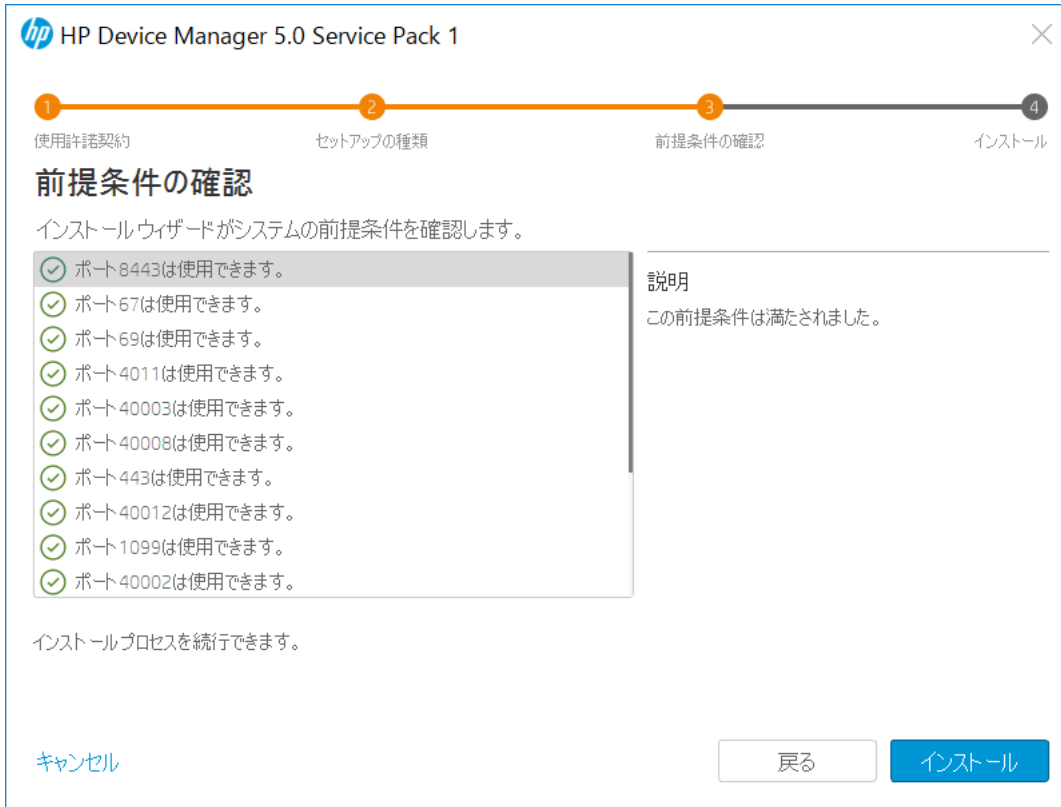 hp HP Device Manager 5.0 Service Pack 1
1 2 3 4
使用許諾契約 セットアップの種類 前提条件の確認 インストール
前提条件の確認
インストール ウィザードがシステムの前提条件を確認します。
ポート8443は使用できます。
ポート67は使用できます。
ポート69は使用できます。
ポート4011は使用できます。
ポート40003は使用できます。
ポート40008は使用できます。
ポート443は使用できます。
ポート40012は使用できます。
ポート1099は使用できます。
ポート40002は使用できます。
説明
この前提条件は満たされました。
インストール プロセスを続行できます。
キャンセル 戻る インストール